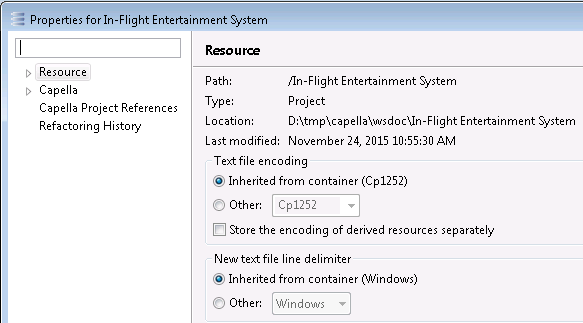 Properties for In-Flight Entertainment System
Resource
Capella
Capella Project References
Refactoring History
Resource
Path: /In-Flight Entertainment System
Type: Project
Location: D:\tmp\capella\wsdoc\In-Flight Entertainment System
Last modified: November 24, 2015 10:55:30 AM
Text file encoding
Inherited from container (Cp1252)
Other: Cp1252
Store the encoding of derived resources separately
New text file line delimiter
Inherited from container (Windows)
Other: Windows